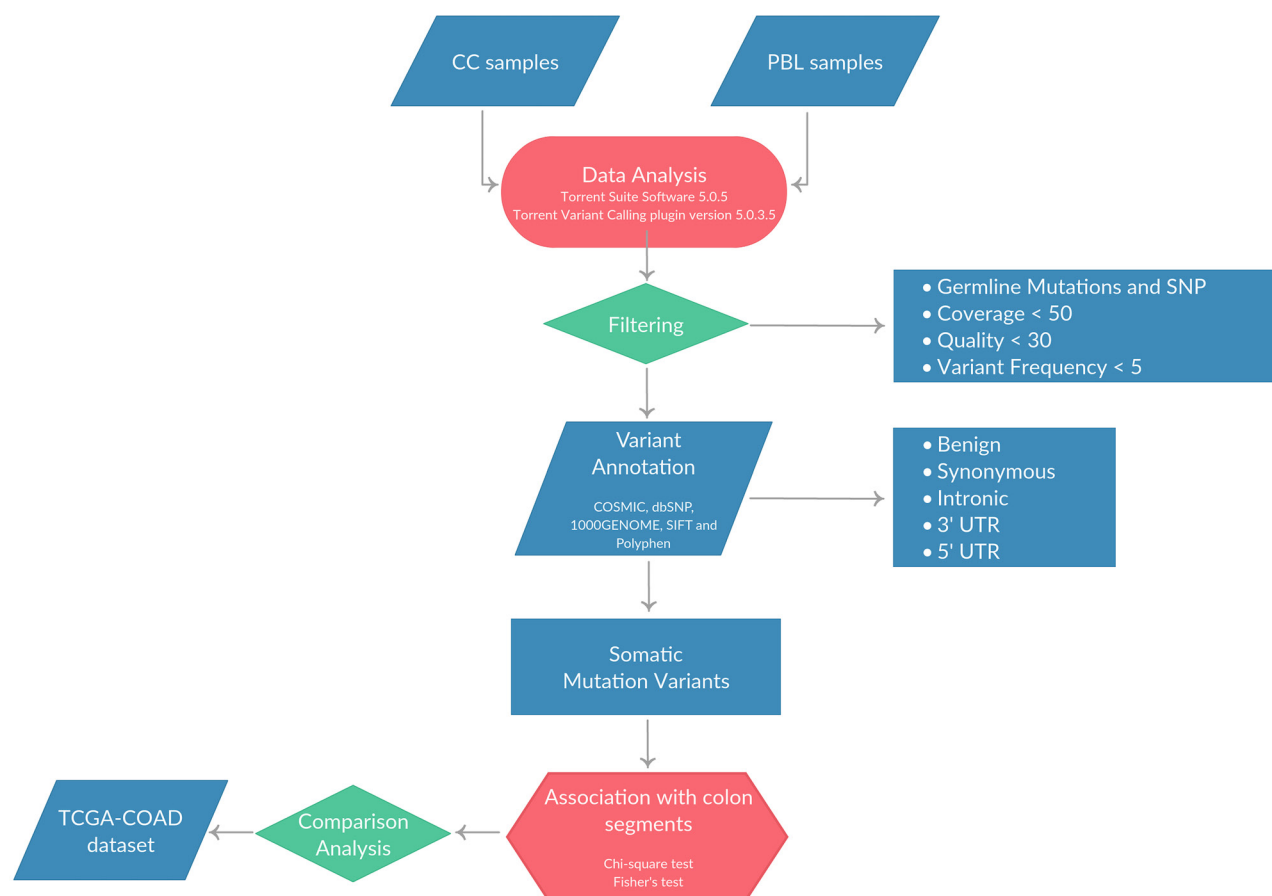 CC samples
PBL samples
Data Analysis
Torrent Suite Software 5.0.5
Torrent Variant Calling plugin version 5.0.3.5
Filtering
• Germline Mutations and SNP
• Coverage < 50
• Quality < 30
• Variant Frequency < 5
Variant
Annotation
COSMIC, dbSNP,
1000GENOME, SIFT and
Polyphen
• Benign
• Synonymous
• Intronic
• 3' UTR
• 5' UTR
Somatic
Mutation Variants
Association with colon
segments
Chi-square test
Fisher's test
Comparison
Analysis
TCGA-COAD
dataset